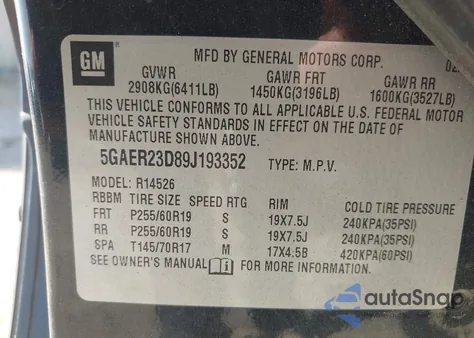 GM
MFD BY GENERAL MOTORS CORP. 02
GVWR GAWR FRT GAWR RR
2908KG(6411LB) 1450KG(3196LB) 1600KG(3527LB)
THIS VEHICLE CONFORMS TO ALL APPLICABLE U.S. FEDERAL MOTOR
VEHICLE SAFETY STANDARDS IN EFFECT ON THE DATE OF
MANUFACTURE SHOWN ABOVE.
5GAER23D89J193352 TYPE: M.P.V.
MODEL: R14526
RBBM TIRE SIZE SPEED RTG RIM COLD TIRE PRESSURE
FRT P255/60R19 S 19X7.5J 240KPA(35PSI)
RR P255/60R19 S 19X7.5J 240KPA(35PSI)
SPA T145/70R17 M 17X4.5B 420KPA(60PSI)
SEE OWNER'S MANUAL i FOR MORE INFORMATION.
autoSnap